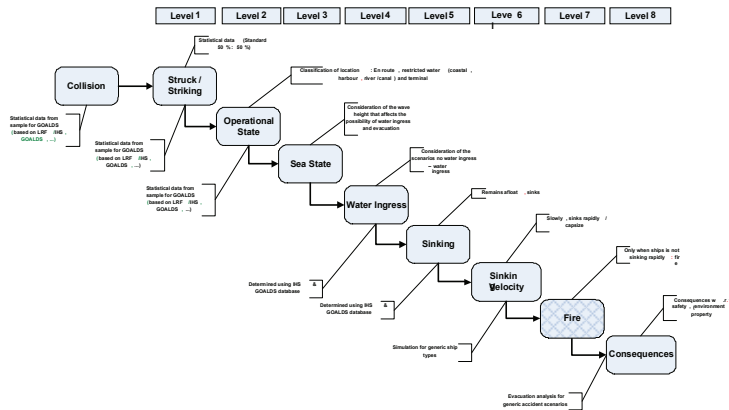 Level 1 Level 2 Level 3 Level 4 Level 5 Leve 6 Level 7 Level 8
Statistical data (Standard
50 % : 50 %)
Collision
Struck /
Striking
Classification of location : En route , restricted water (coastal ,
harbour , river /canal ) and terminal
Statistical data from
sample for GOALDS
(based on LRF /IHS ,
GOALDS , ...)
Operational
State
Consideration of the wave
height that affects the
possibility of water ingress
and evacuation
Statistical data from
sample for GOALDS
(based on LRF /IHS ,
GOALDS , ...)
Sea State
Consideration of the
scenarios no water ingress
– water
ingress
Statistical data from
sample for GOALDS
(based on LRF /IHS ,
GOALDS , ...)
Water Ingress
Remains afloat , sinks
Sinking
Slowly , sinks rapidly /
capsize
Determined using IHS &
GOALDS database
Sinkin
g
Velocity
Only when ships is not
sinking rapidly : fir
e
Determined using IHS &
GOALDS database
Fire
Consequences w .r.
safety , environment
property
Simulation for generic ship
types
Consequences
Evacuation analysis for
generic accident scenarios